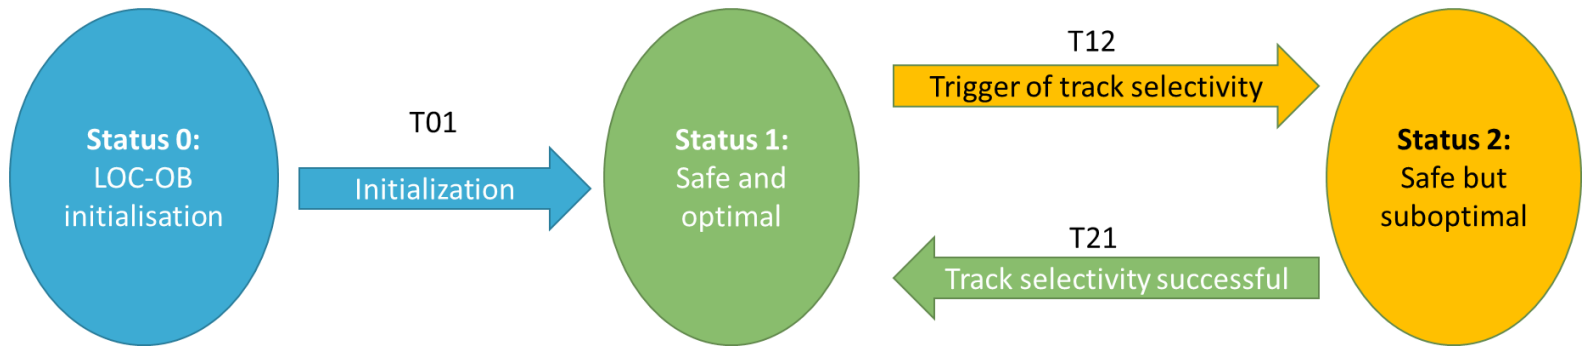 Status 0:
LOC-OB
initialisation
T01
Initialization
Status 1:
Safe and
optimal
T12
Trigger of track selectivity
T21
Track selectivity successful
Status 2:
Safe but
suboptimal